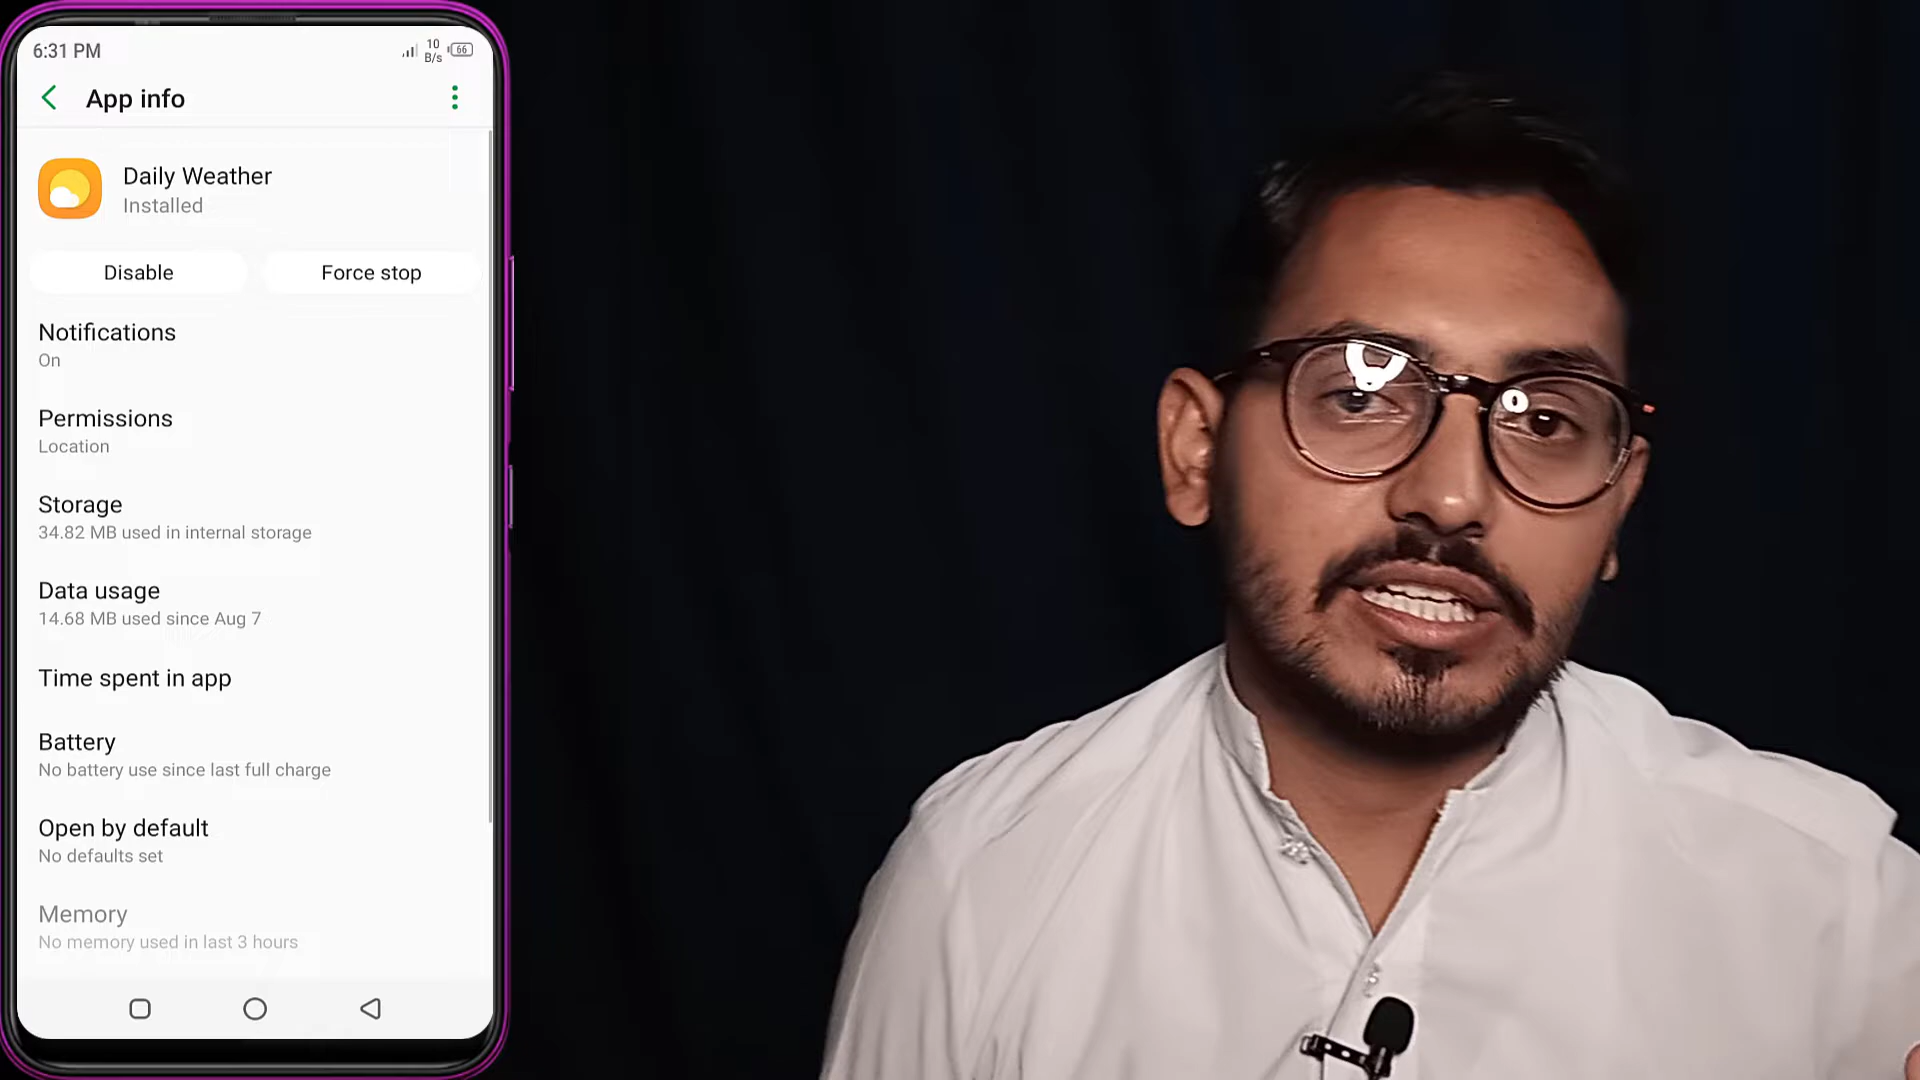 6:31 PM
10
B/s
66
App info
Daily Weather
Installed
Disable
Force stop
Notifications
On
Permissions
Location
Storage
34.82 MB used in internal storage
Data usage
14.68 MB used since Aug 7
Time spent in app
Battery
No battery use since last full charge
Open by default
No defaults set
Memory
No memory used in last 3 hours